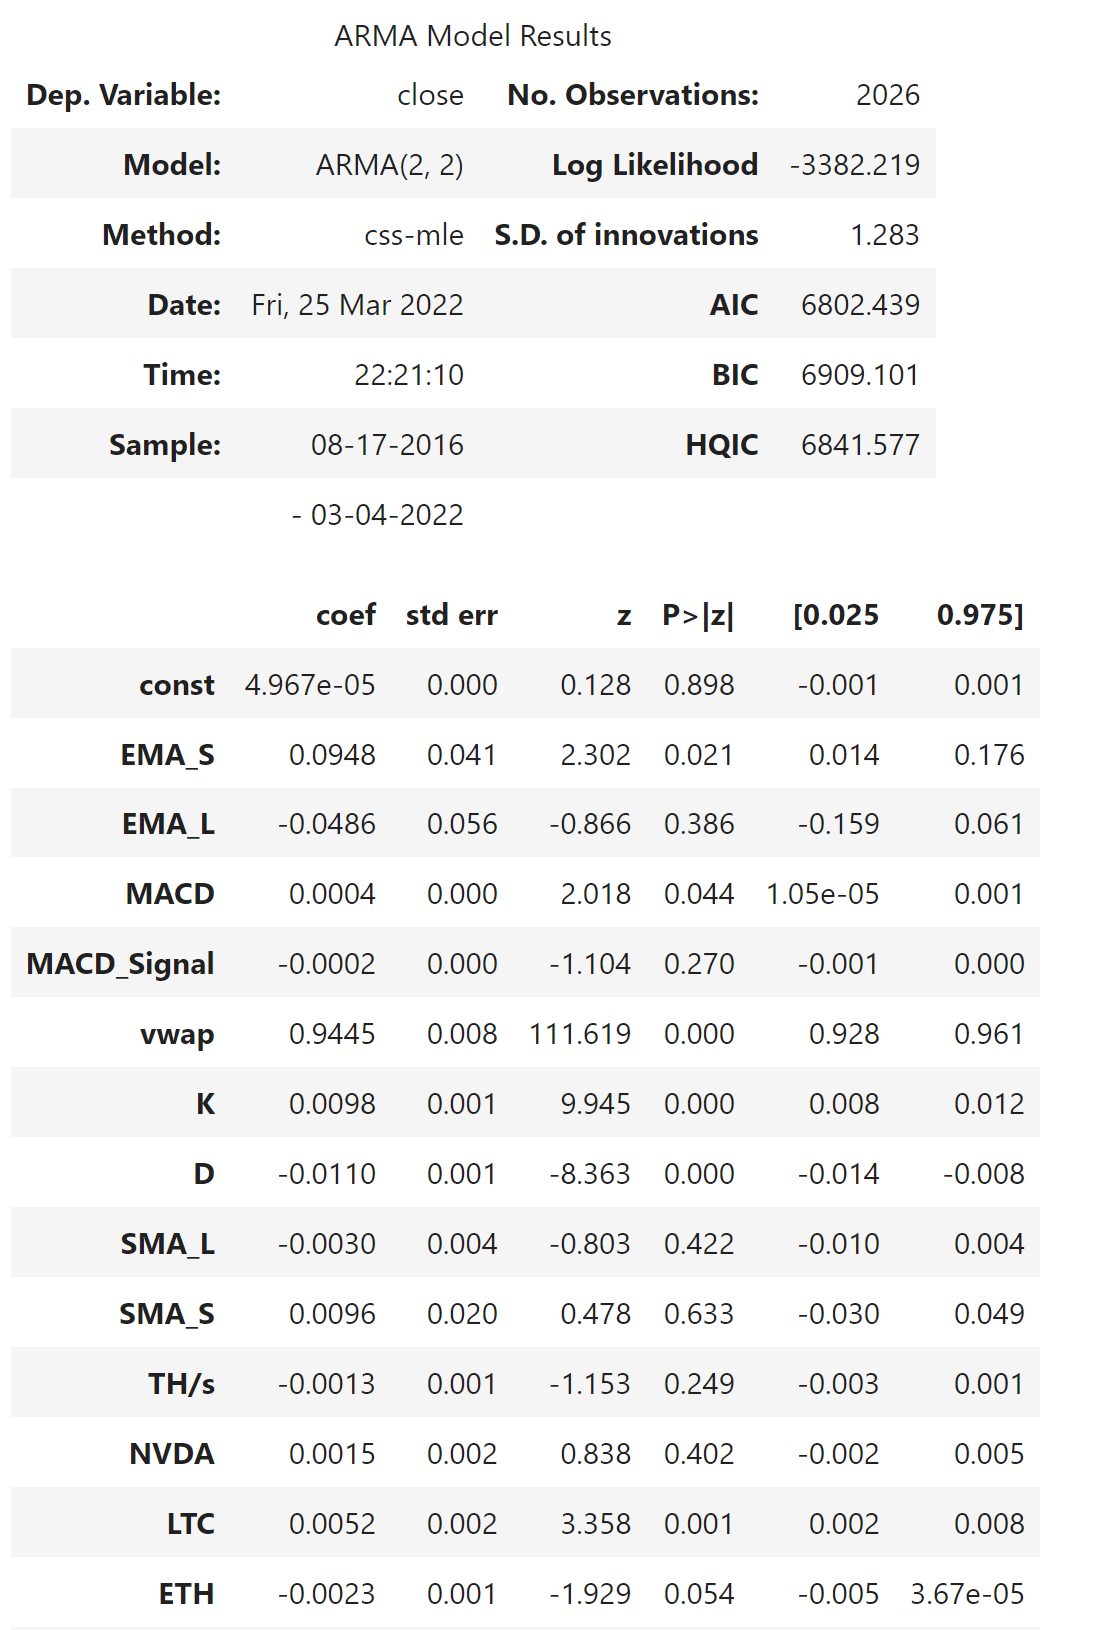 ARMA Model Results
Dep. Variable: close No. Observations: 2026
Model: ARMA(2, 2) Log Likelihood -3382.219
Method: css-mle S.D. of innovations 1.283
Date: Fri, 25 Mar 2022 AIC 6802.439
Time: 22:21:10 BIC 6909.101
Sample: 08-17-2016 HQIC 6841.577
- 03-04-2022
coef std err z P>|z| [0.025 0.975]
const 4.967e-05 0.000 0.128 0.898 -0.001 0.001
EMA_S 0.0948 0.041 2.302 0.021 0.014 0.176
EMA_L -0.0486 0.056 -0.866 0.386 -0.159 0.061
MACD 0.0004 0.000 2.018 0.044 1.05e-05 0.001
MACD_Signal -0.0002 0.000 -1.104 0.270 -0.001 0.000
vwap 0.9445 0.008 111.619 0.000 0.928 0.961
K 0.0098 0.001 9.945 0.000 0.008 0.012
D -0.0110 0.001 -8.363 0.000 -0.014 -0.008
SMA_L -0.0030 0.004 -0.803 0.422 -0.010 0.004
SMA_S 0.0096 0.020 0.478 0.633 -0.030 0.049
TH/s -0.0013 0.001 -1.153 0.249 -0.003 0.001
NVDA 0.0015 0.002 0.838 0.402 -0.002 0.005
LTC 0.0052 0.002 3.358 0.001 0.002 0.008
ETH -0.0023 0.001 -1.929 0.054 -0.005 3.67e-05